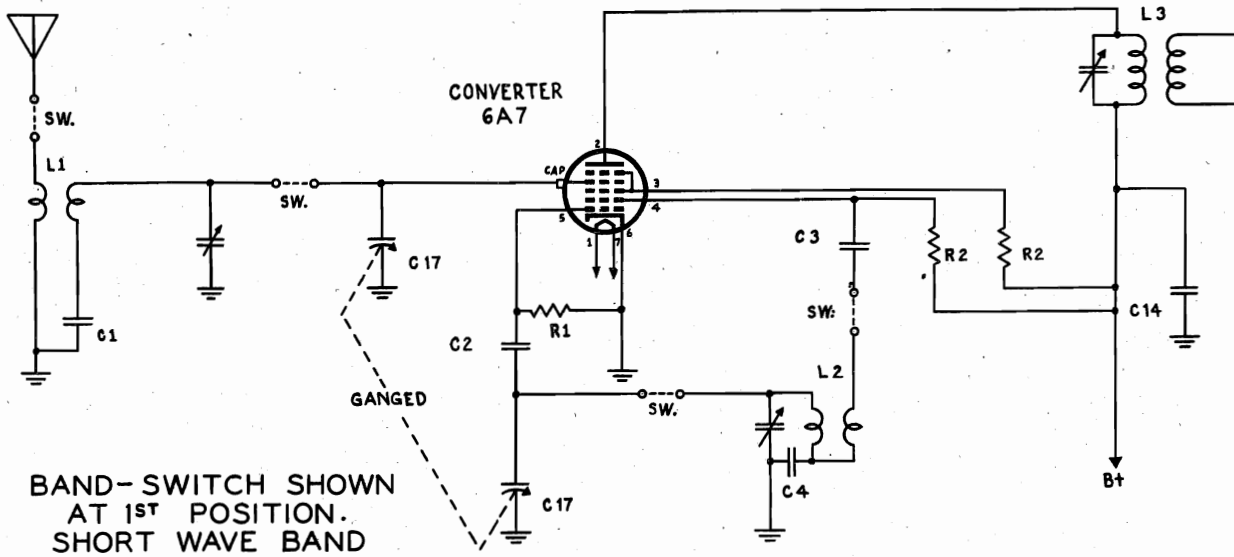 L3
CONVERTER
6A7
SW.
2
L1
CAP
3
4
SW.
5
1
7
6
C3
C17
R2
R2
R1
SW:
C1
C2
C14
L2
GANGED
SW.
C4
C17
B+
BAND-SWITCH SHOWN
AT 1ST POSITION.
SHORT WAVE BAND